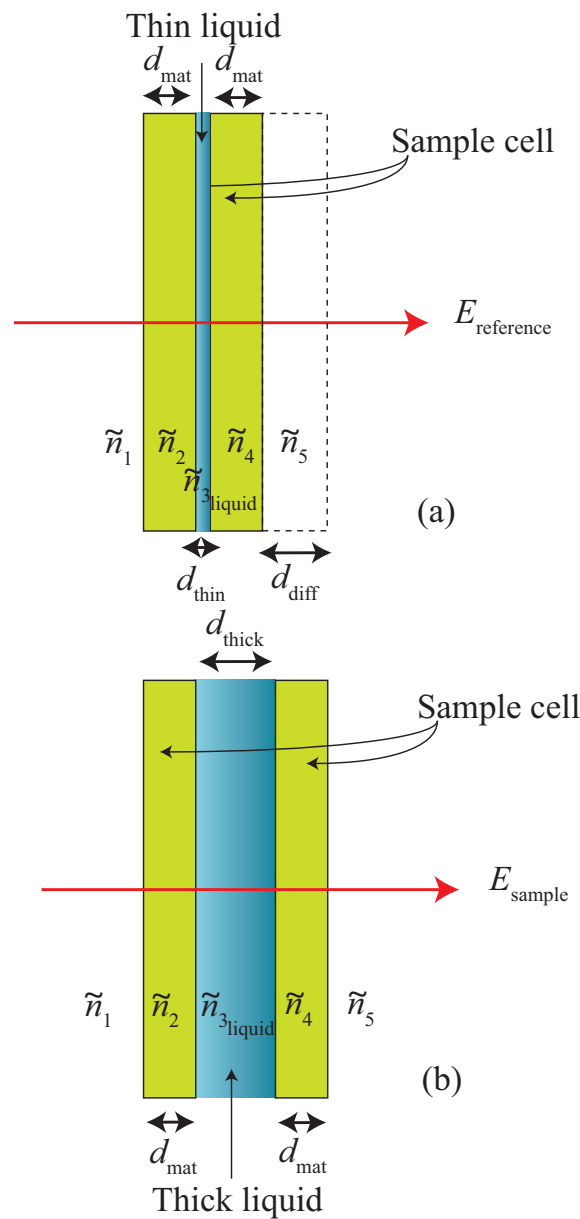 Thin liquid
d_mat d_mat
Sample cell
E_reference
ñ_1 ñ_2 ñ_4 ñ_5
ñ_3liquid
(a)
d_thin d_diff
d_thick
Sample cell
E_sample
ñ_1 ñ_2 ñ_3liquid ñ_4 ñ_5
(b)
d_mat d_mat
Thick liquid